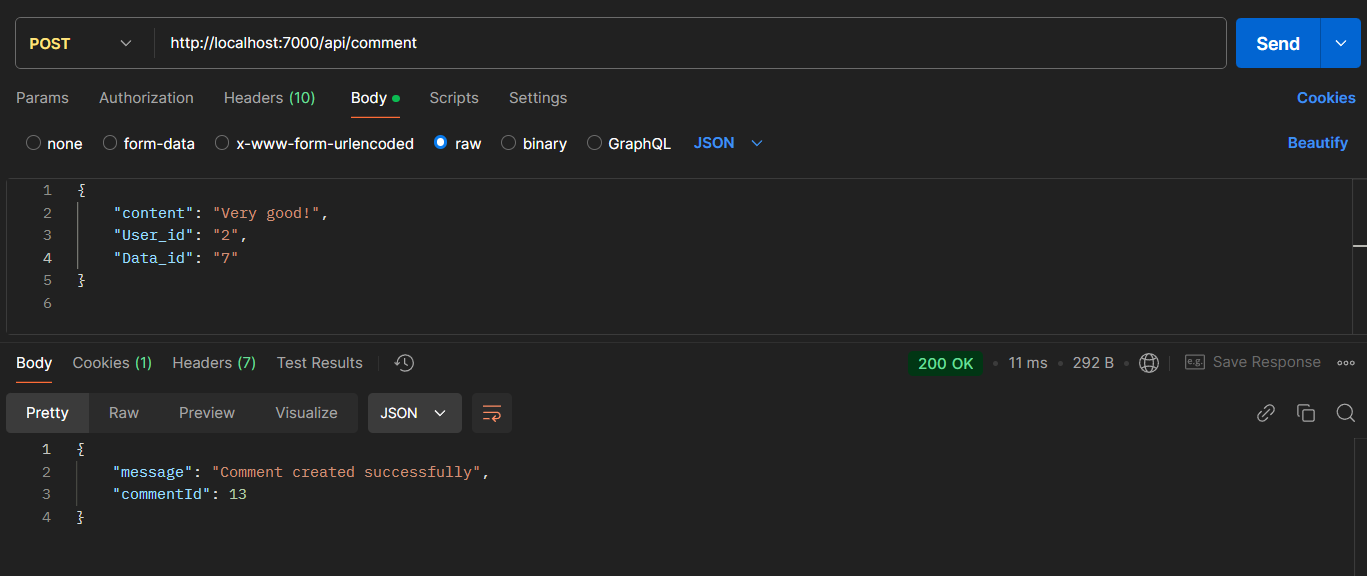 POST http://localhost:7000/api/comment Send
Params Authorization Headers (10) Body Scripts Settings Cookies
none form-data x-www-form-urlencoded raw binary GraphQL JSON Beautify
1 {
2 "content": "Very good!",
3 "User_id": "2",
4 "Data_id": "7"
5 }
6
Body Cookies (1) Headers (7) Test Results 200 OK 11 ms 292 B e.g. Save Response
Pretty Raw Preview Visualize JSON
1 {
2 "message": "Comment created successfully",
3 "commentId": 13
4 }